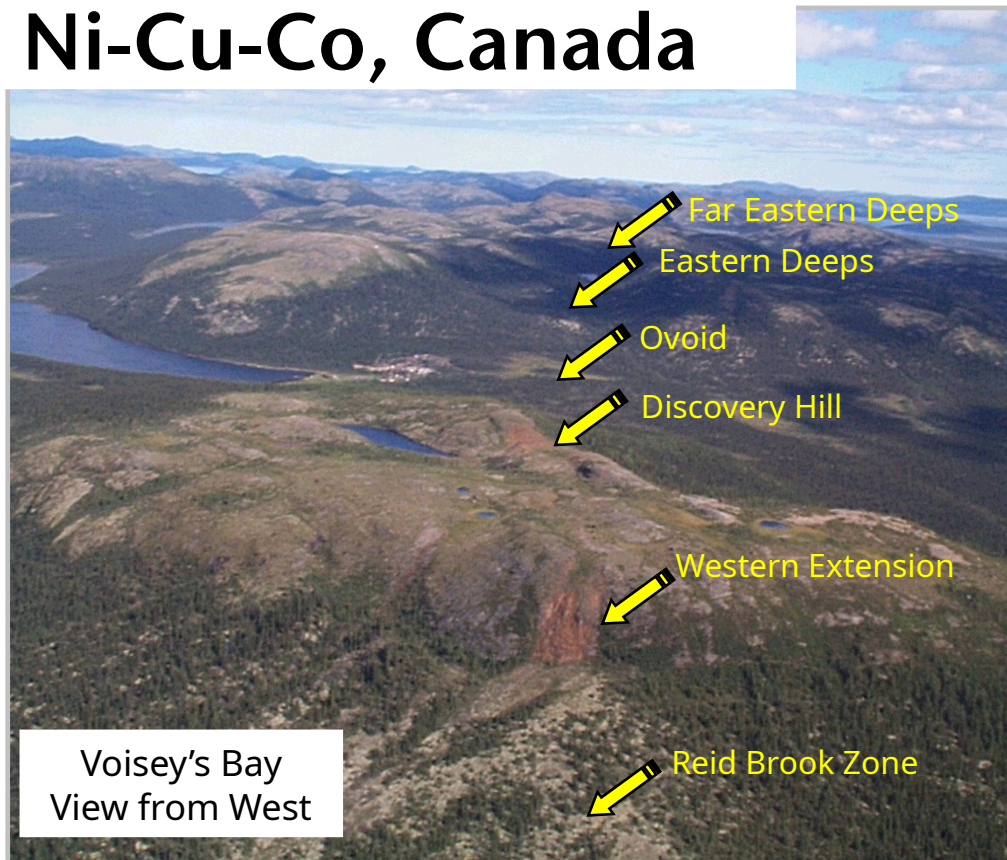 Ni-Cu-Co, Canada
Far Eastern Deeps
Eastern Deeps
Ovoid
Discovery Hill
Western Extension
Reid Brook Zone
Voisey’s Bay
View from West